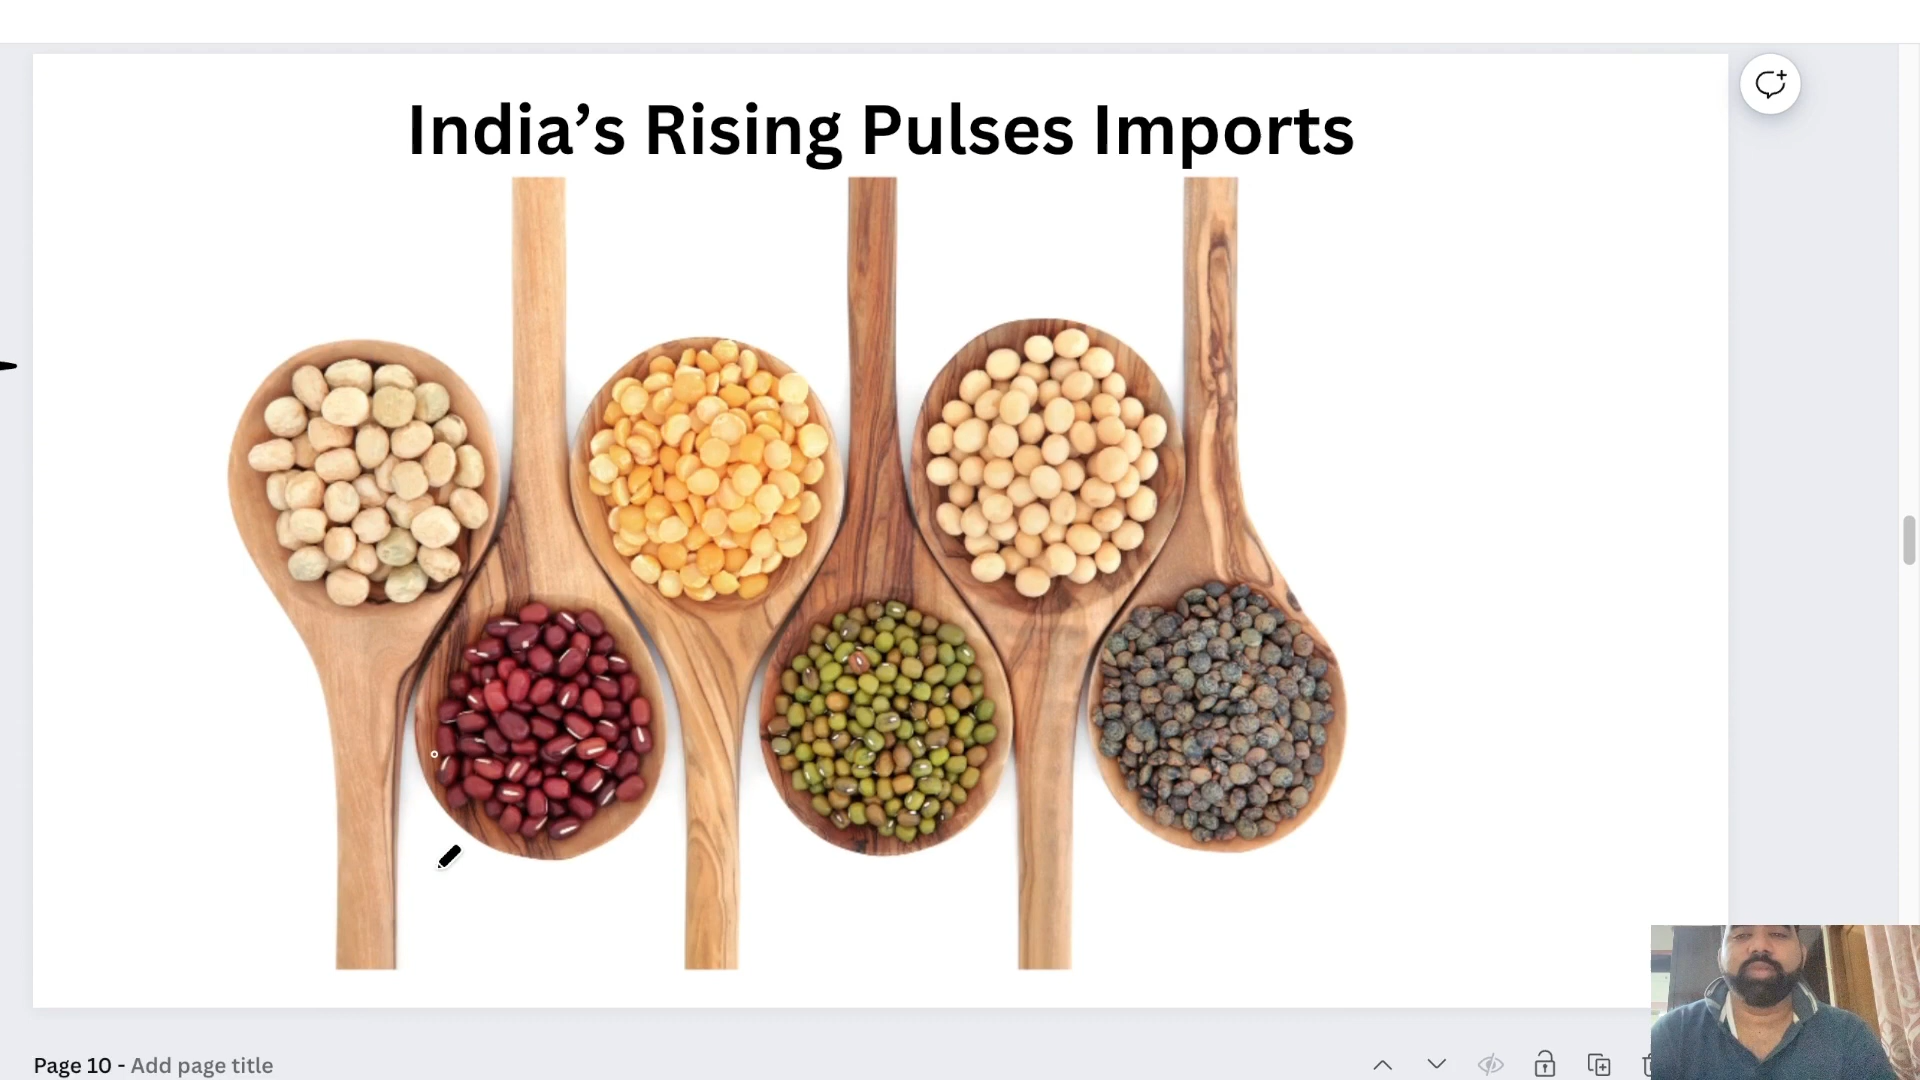 India’s Rising Pulses Imports
Page 10 - Add page title